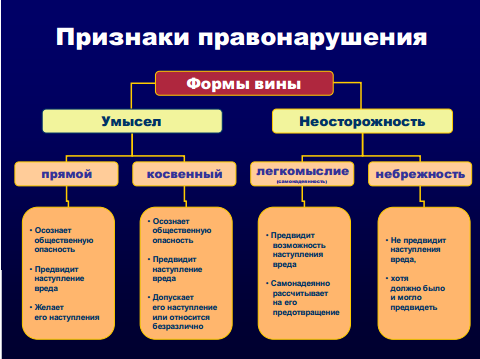 Признаки правонарушения
Формы вины
Умысел
Неосторожность
прямой
косвенный
легкомыслие
(самонадеянность)
небрежность
• Осознает
общественную
опасность
• Предвидит
наступление
вреда
• Желает
его наступления
• Осознает
общественную
опасность
• Предвидит
наступление
вреда
• Допускает
его наступление
или относится
безразлично
• Предвидит
возможность
наступления
вреда
• Самонадеянно
рассчитывает
на его
предотвращение
• Не предвидит
наступления
вреда,
• хотя
должно было
и могло
предвидеть